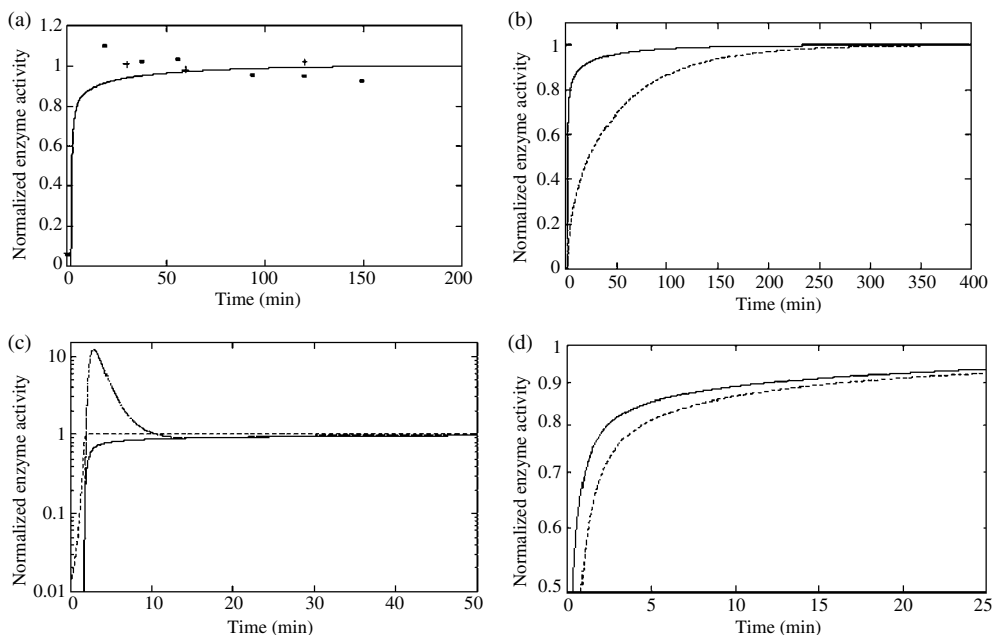 (a)
Normalized enzyme activity
1.2
1
0.8
0.6
0.4
0.2
0
0 50 100 150 200
Time (min)
(b)
Normalized enzyme activity
1
0.8
0.6
0.4
0.2
0
0 50 100 150 200 250 300 350 400
Time (min)
(c)
Normalized enzyme activity
10
1
0.1
0.01
0 10 20 30 40 50
Time (min)
(d)
Normalized enzyme activity
1
0.9
0.8
0.7
0.6
0.5
0 5 10 15 20 25
Time (min)